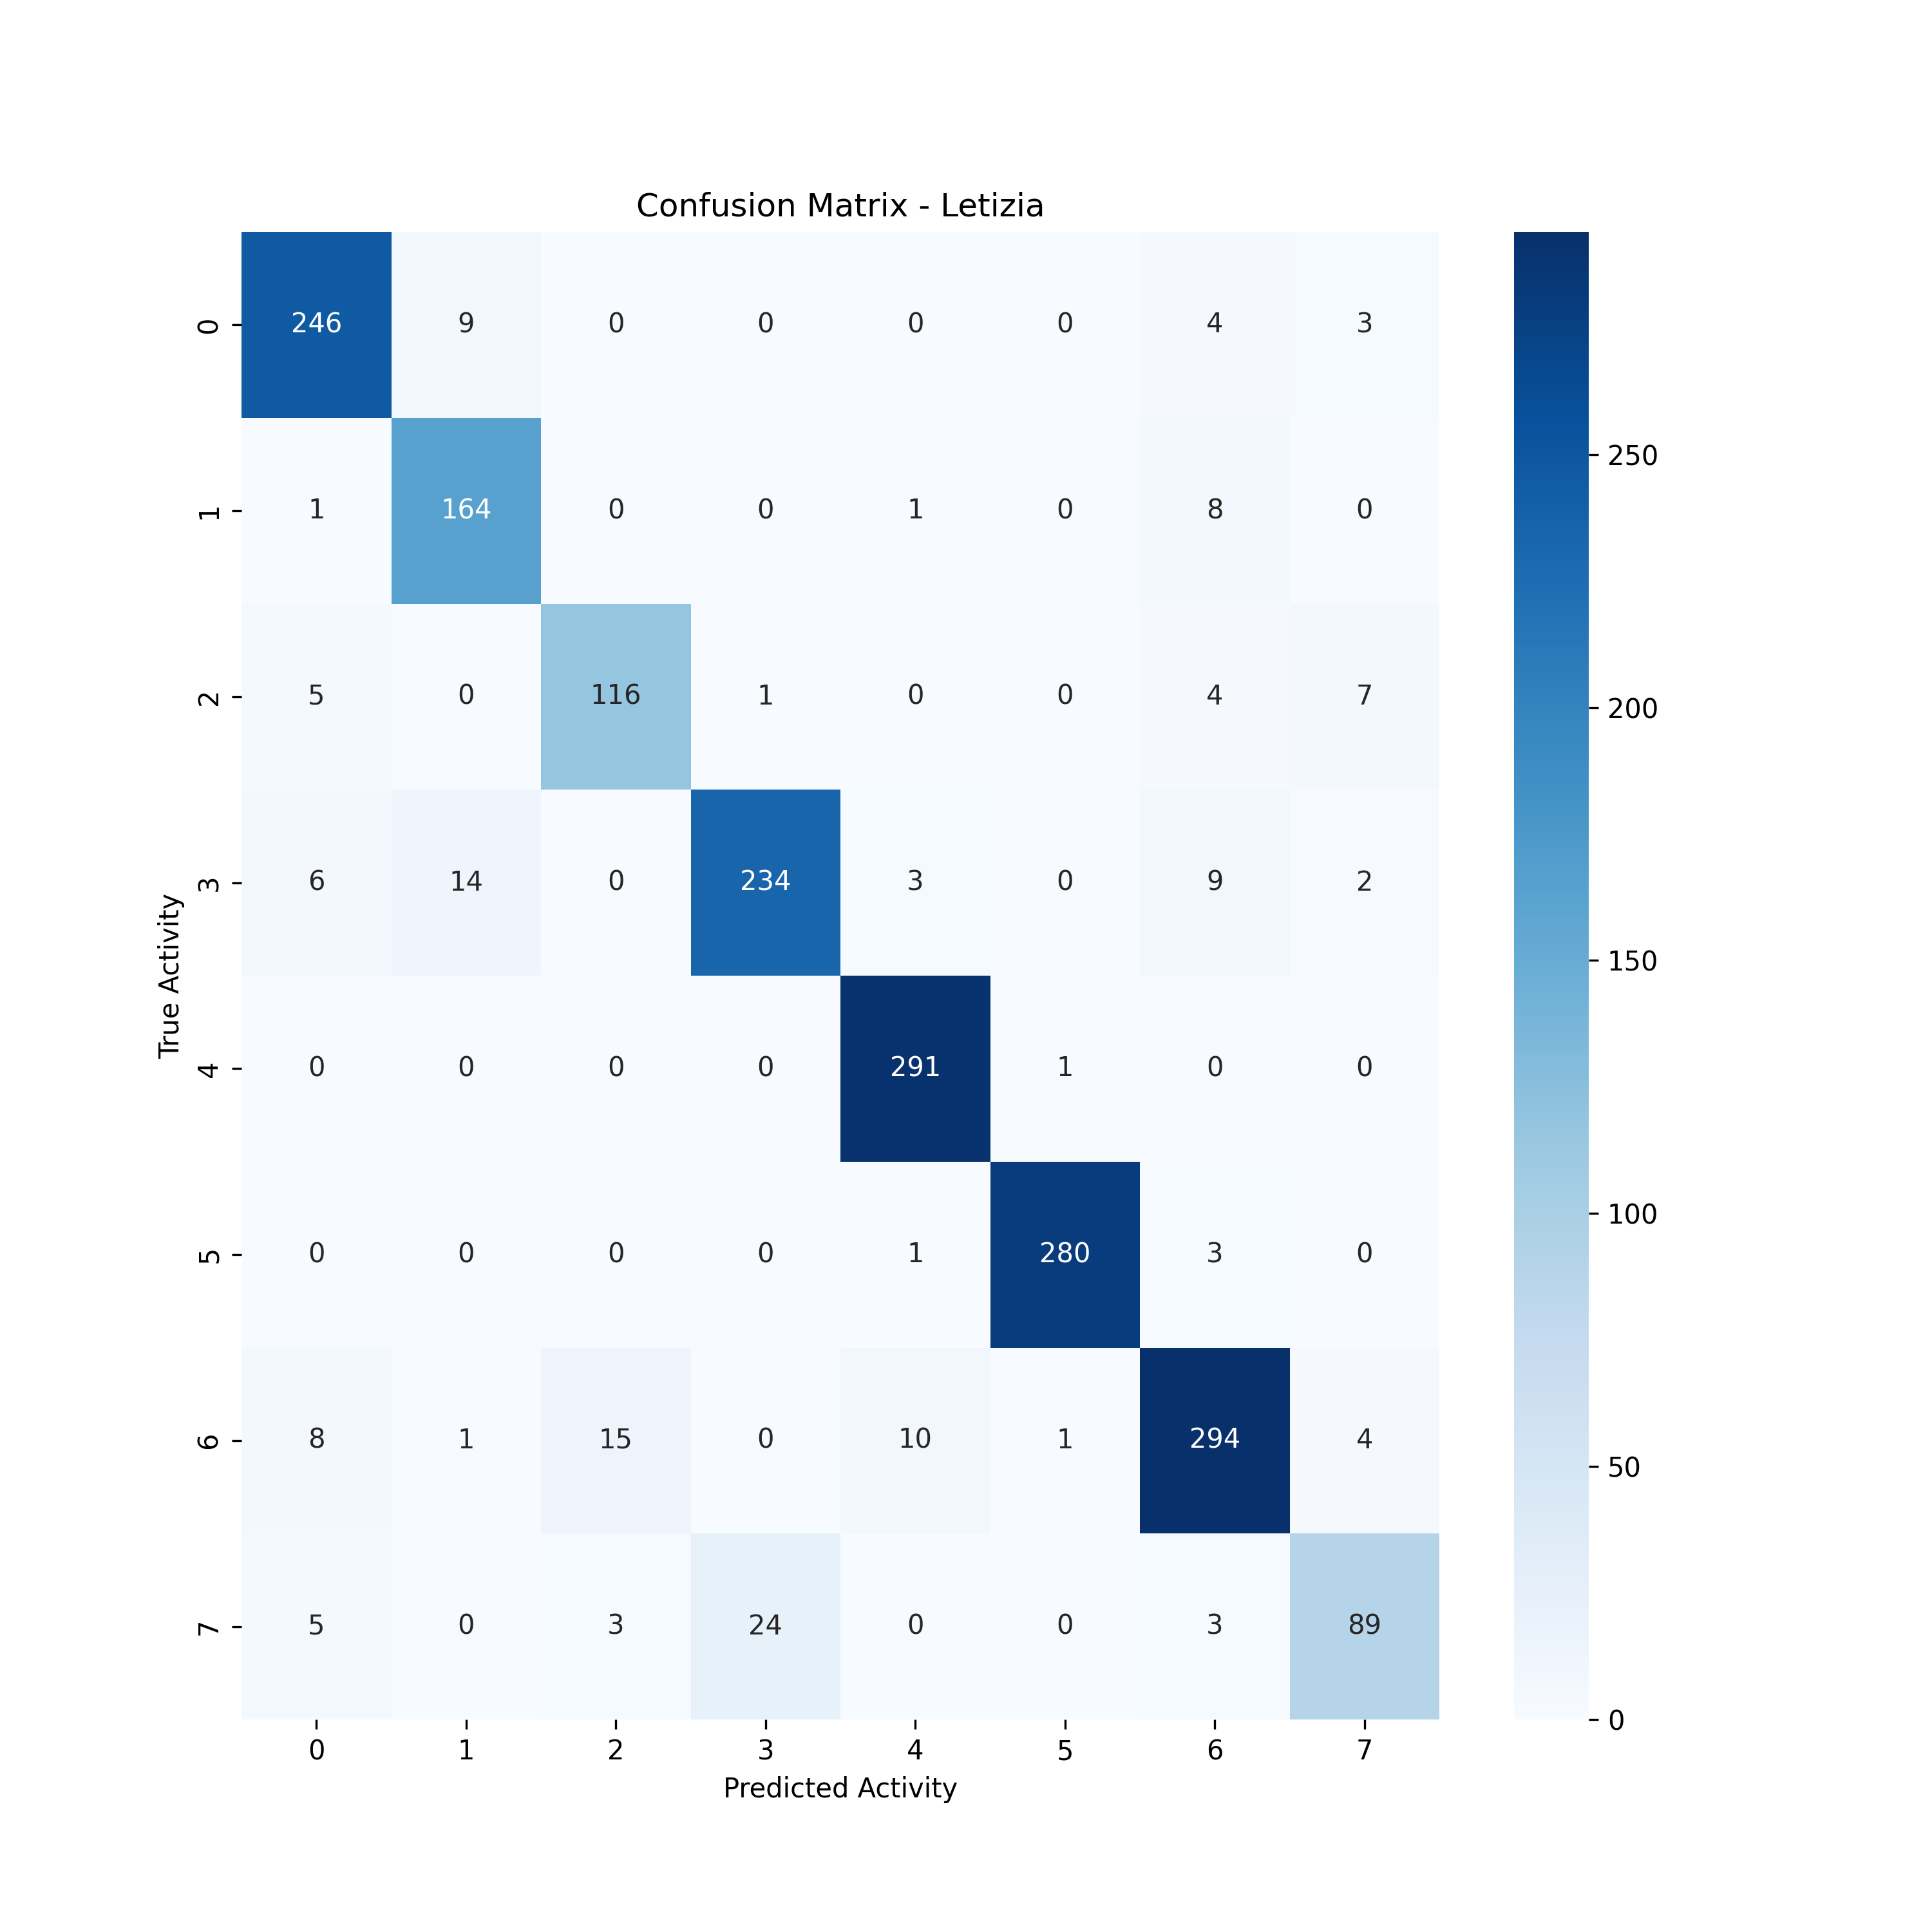 Confusion Matrix - Letizia
0 246 9 0 0 0 0 4 3
1 1 164 0 0 1 0 8 0
2 5 0 116 1 0 0 4 7
3 6 14 0 234 3 0 9 2
4 0 0 0 0 291 1 0 0
5 0 0 0 0 1 280 3 0
6 8 1 15 0 10 1 294 4
7 5 0 3 24 0 0 3 89
0 1 2 3 4 5 6 7
Predicted Activity
True Activity
250
200
150
100
50
0